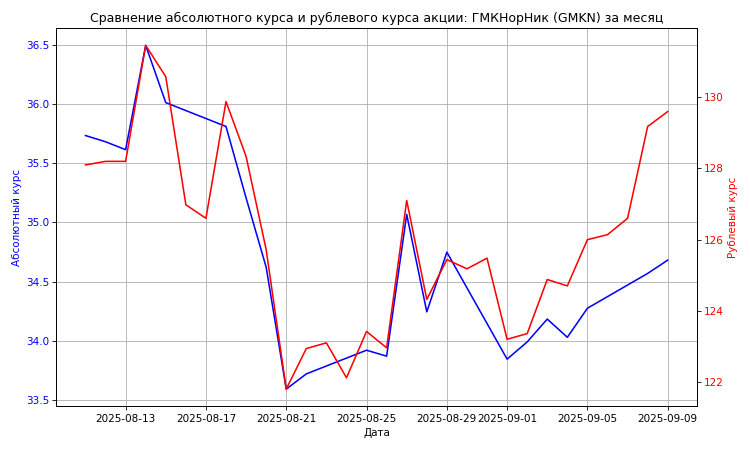 Сравнение абсолютного курса и рублевого курса акции: ГМКНорНик (GMKN) за месяц
36.5
36.0
35.5
35.0
34.5
34.0
33.5
Абсолютный курс
130
128
126
124
122
Рублевый курс
2025-08-13 2025-08-17 2025-08-21 2025-08-25 2025-08-29 2025-09-01 2025-09-05 2025-09-09
Дата